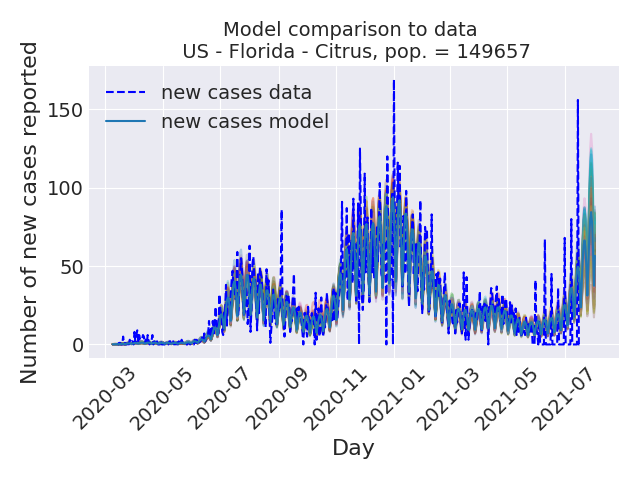 Model comparison to data
US - Florida - Citrus, pop. = 149657
Number of new cases reported
150
100
50
0
new cases data
new cases model
2020-03
2020-05
2020-07
2020-09
2020-11
2021-01
2021-03
2021-05
2021-07
Day